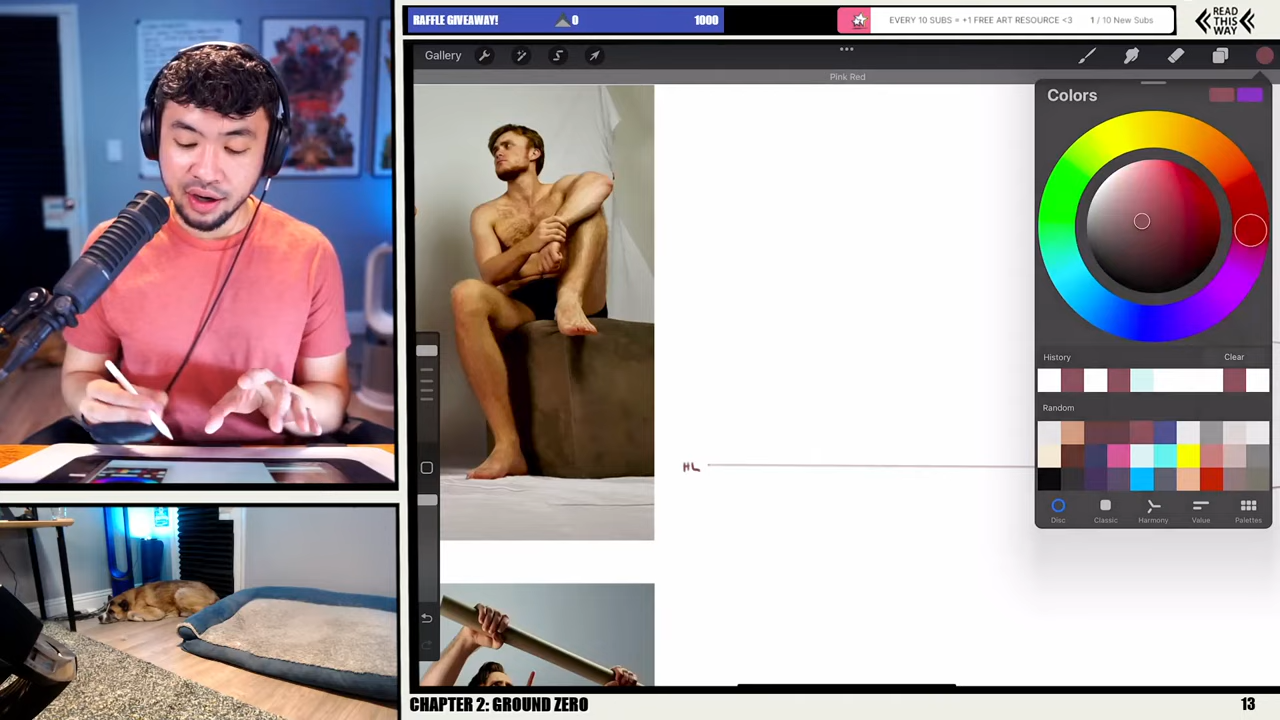 RAFFLE GIVEAWAY! 0 1000
EVERY 10 SUBS = +1 FREE ART RESOURCE <3 1 / 10 New Subs
READ
THIS
WAY
Gallery
Pink Red
Colors
History Clear
Random
HL
Disc Classic Harmony Value Palettes
CHAPTER 2: GROUND ZERO 13